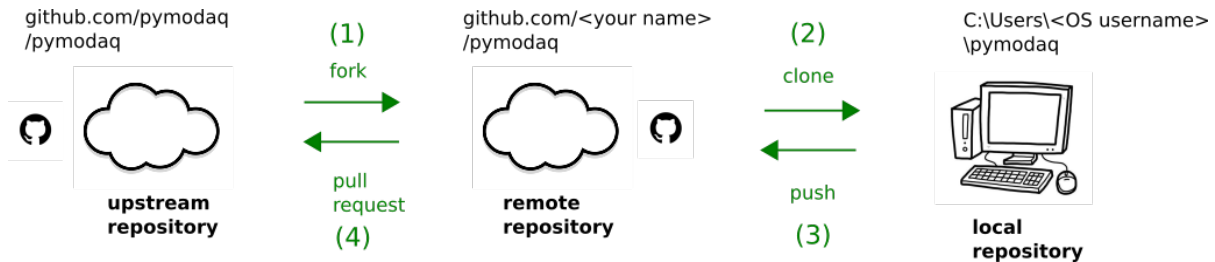 github.com/pymodaq
/pymodaq
(1)
fork
github.com/<your name>
/pymodaq
(2)
clone
C:\Users\<OS username>
\pymodaq
upstream
repository
pull
request
(4)
remote
repository
push
(3)
local
repository